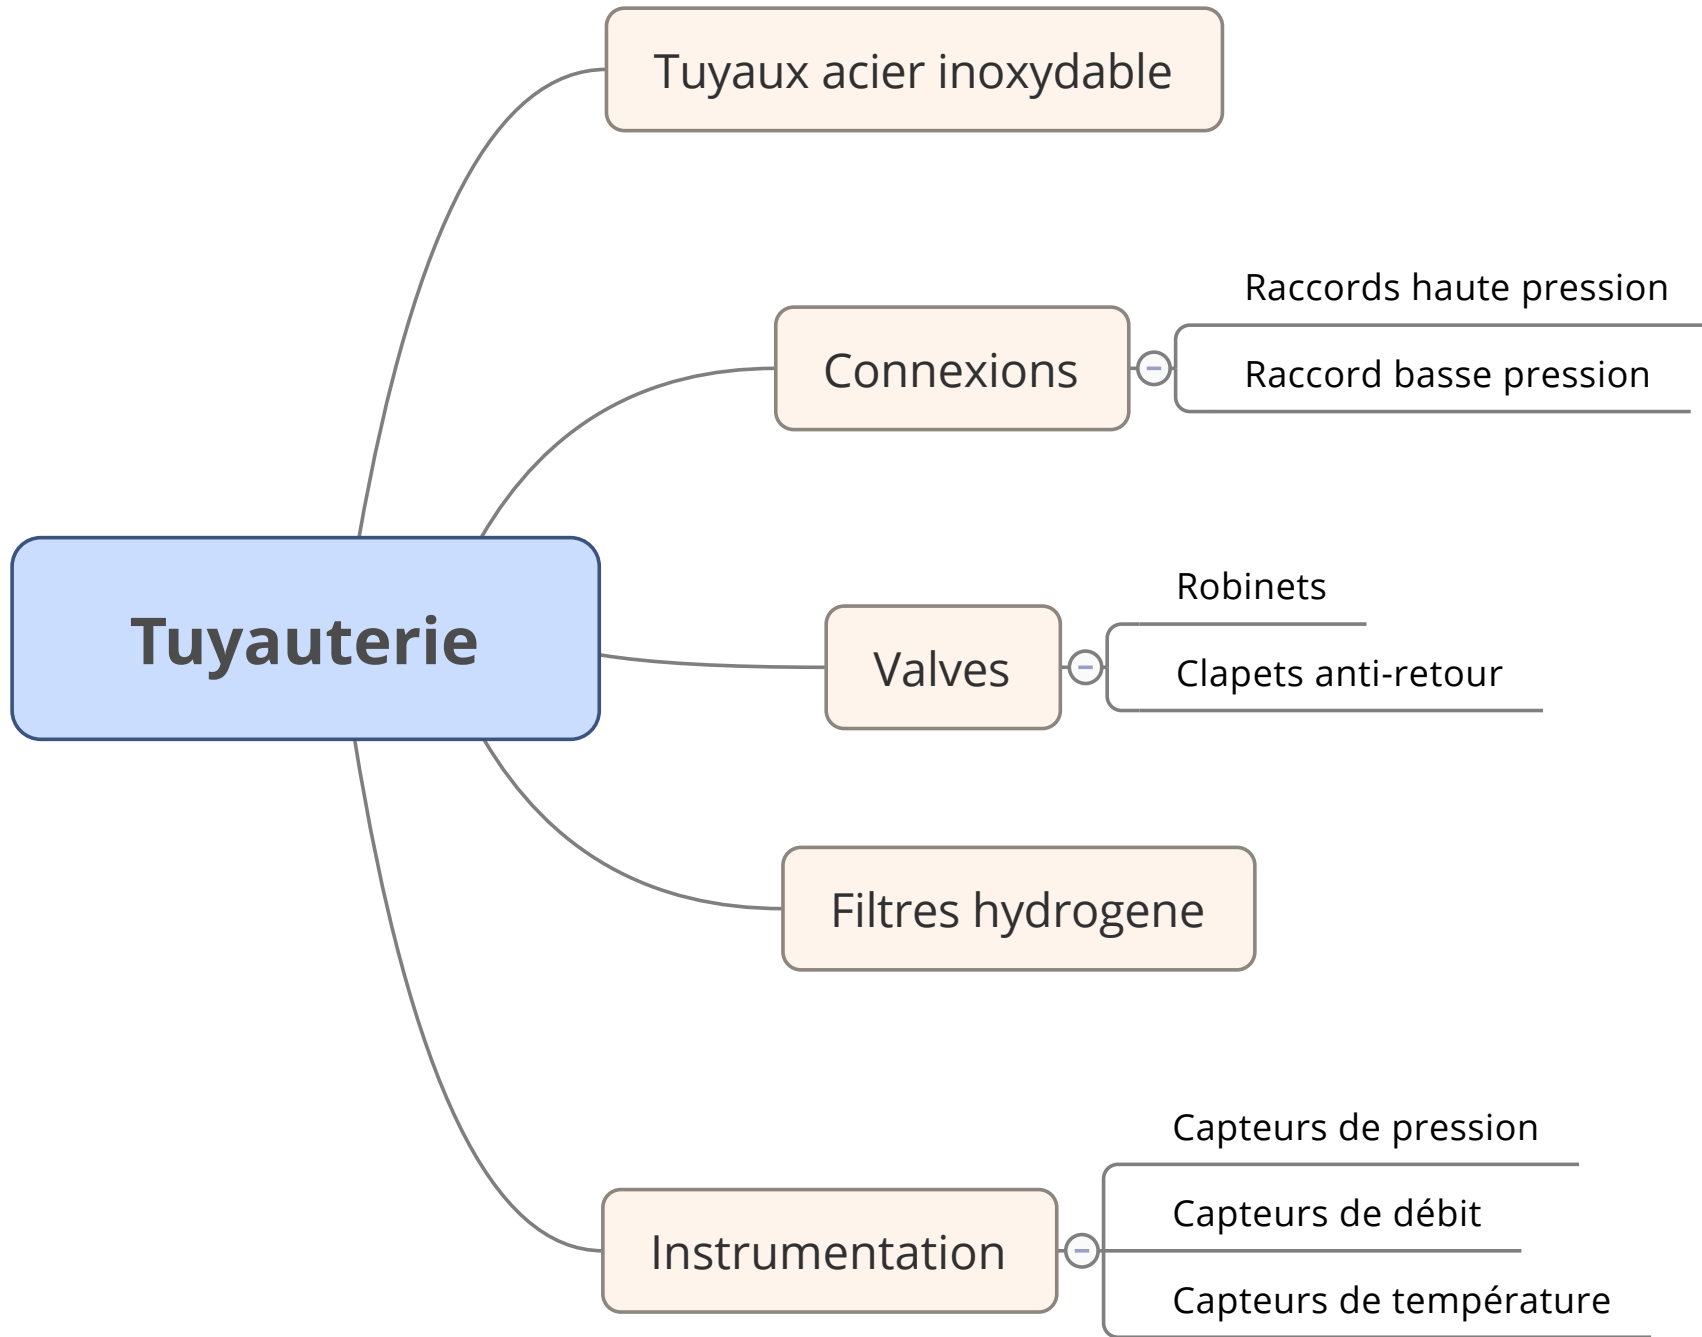 Tuyaux acier inoxydable
Raccords haute pression
Connexions
Raccord basse pression
Tuyauterie
Robinets
Valves
Clapets anti-retour
Filtres hydrogene
Capteurs de pression
Capteurs de débit
Instrumentation
Capteurs de température